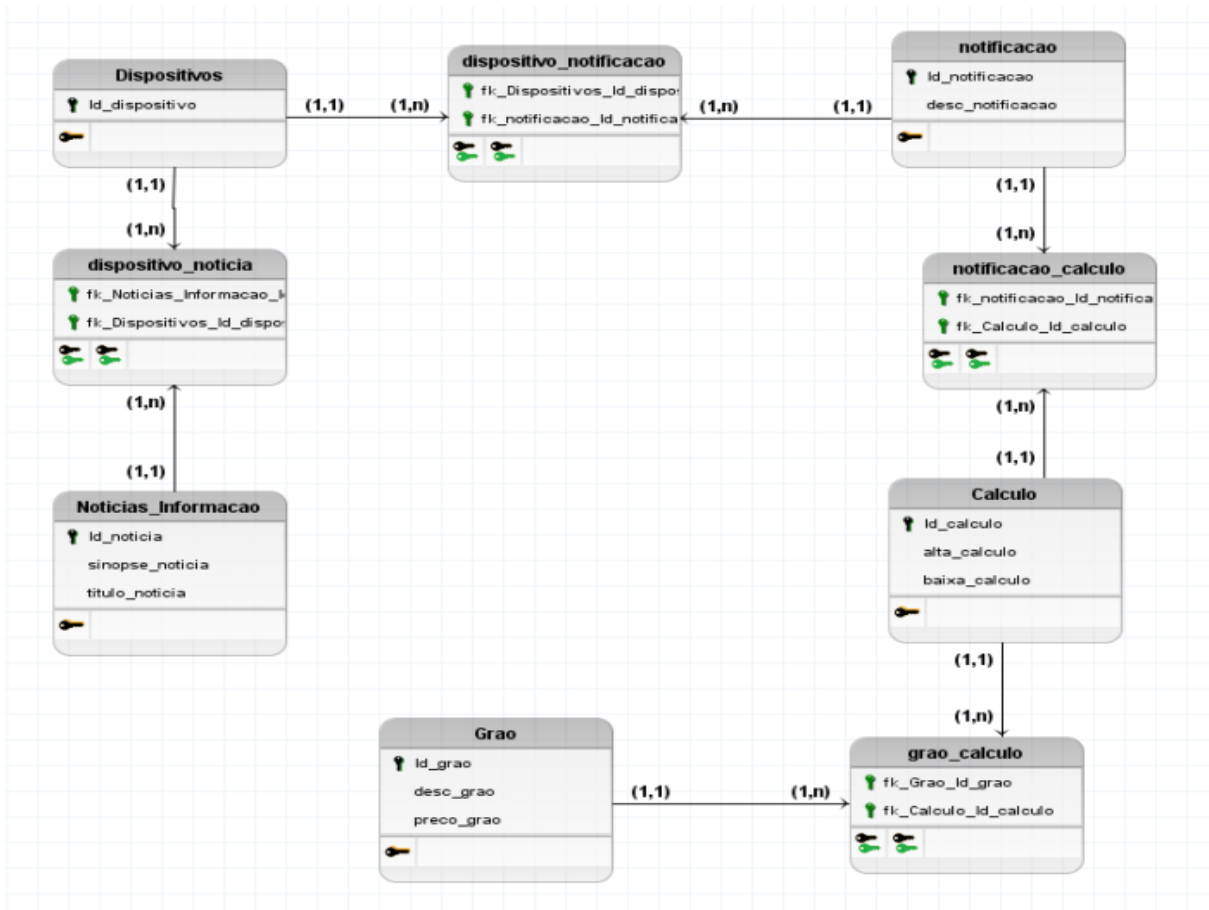 Dispositivos
Id_dispositivo
(1,1)
(1,n)
dispositivo_notificacao
fk_Dispositivos_Id_dispo
fk_notificacao_Id_notifica
(1,n)
(1,1)
notificacao
Id_notificacao
desc_notificacao
(1,1)
(1,n)
dispositivo_noticia
fk_Noticias_Informacao_I
fk_Dispositivos_Id_dispo
(1,n)
(1,1)
Noticias_Informacao
Id_noticia
sinopse_noticia
titulo_noticia
(1,1)
(1,n)
notificacao_calculo
fk_notificacao_Id_notifica
fk_Calculo_Id_calculo
(1,n)
(1,1)
Calculo
Id_calculo
alta_calculo
baixa_calculo
(1,1)
(1,n)
Grao
Id_grao
desc_grao
preco_grao
(1,1)
(1,n)
grao_calculo
fk_Grao_Id_grao
fk_Calculo_Id_calculo